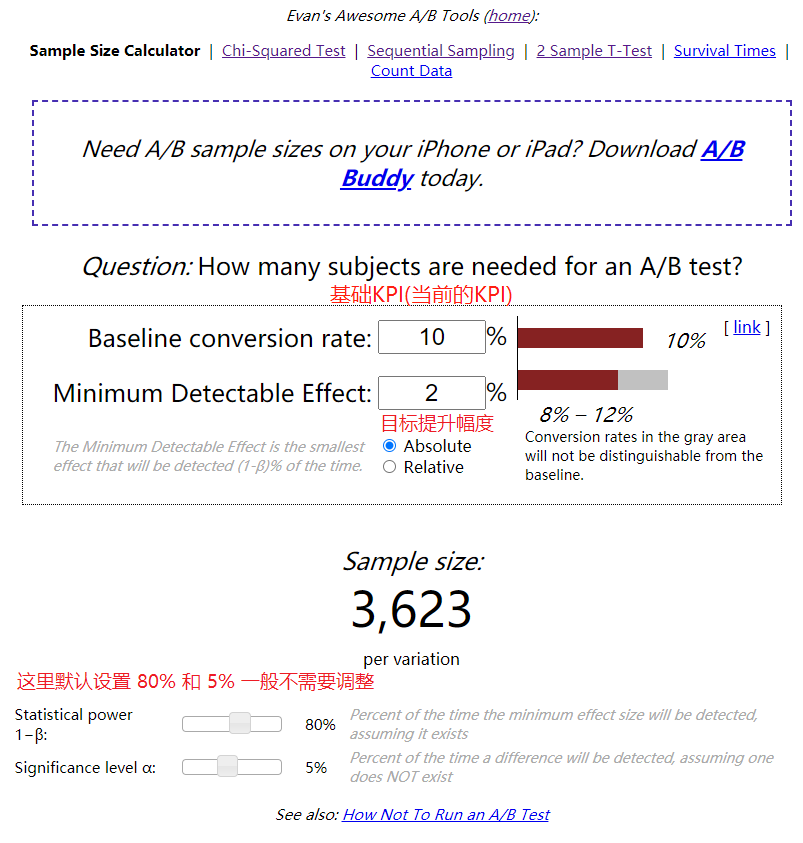 Evan's Awesome A/B Tools (home):
Sample Size Calculator | Chi-Squared Test | Sequential Sampling | 2 Sample T-Test | Survival Times |
Count Data
Need A/B sample sizes on your iPhone or iPad? Download A/B
Buddy today.
Question: How many subjects are needed for an A/B test?
基础KPI(当前的KPI)
Baseline conversion rate: 10 %
10%
[ link ]
Minimum Detectable Effect: 2 %
8% – 12%
目标提升幅度
The Minimum Detectable Effect is the smallest
effect that will be detected (1-β)% of the time.
Absolute
Relative
Conversion rates in the gray area
will not be distinguishable from the
baseline.
Sample size:
3,623
per variation
这里默认设置 80% 和 5% 一般不需要调整
Statistical power
1−β:
80%
Percent of the time the minimum effect size will be detected,
assuming it exists
Significance level α:
5%
Percent of the time a difference will be detected, assuming one
does NOT exist
See also: How Not To Run an A/B Test